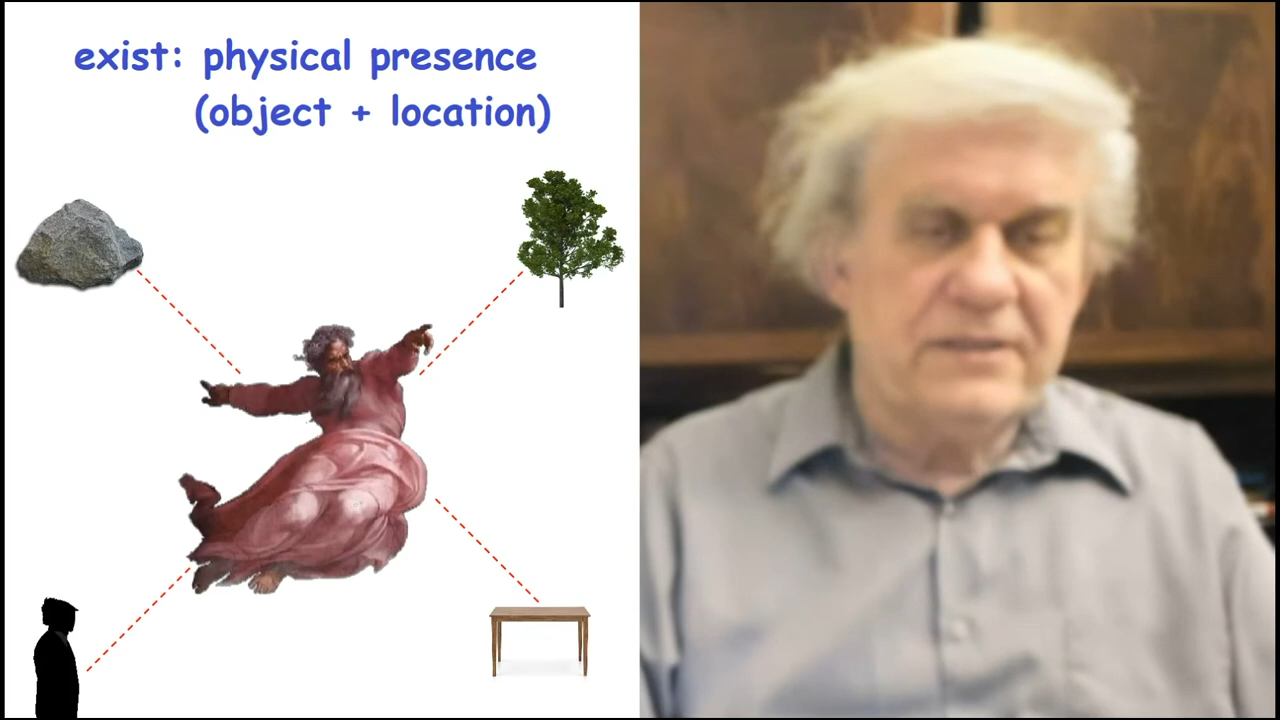 exist: physical presence
(object + location)